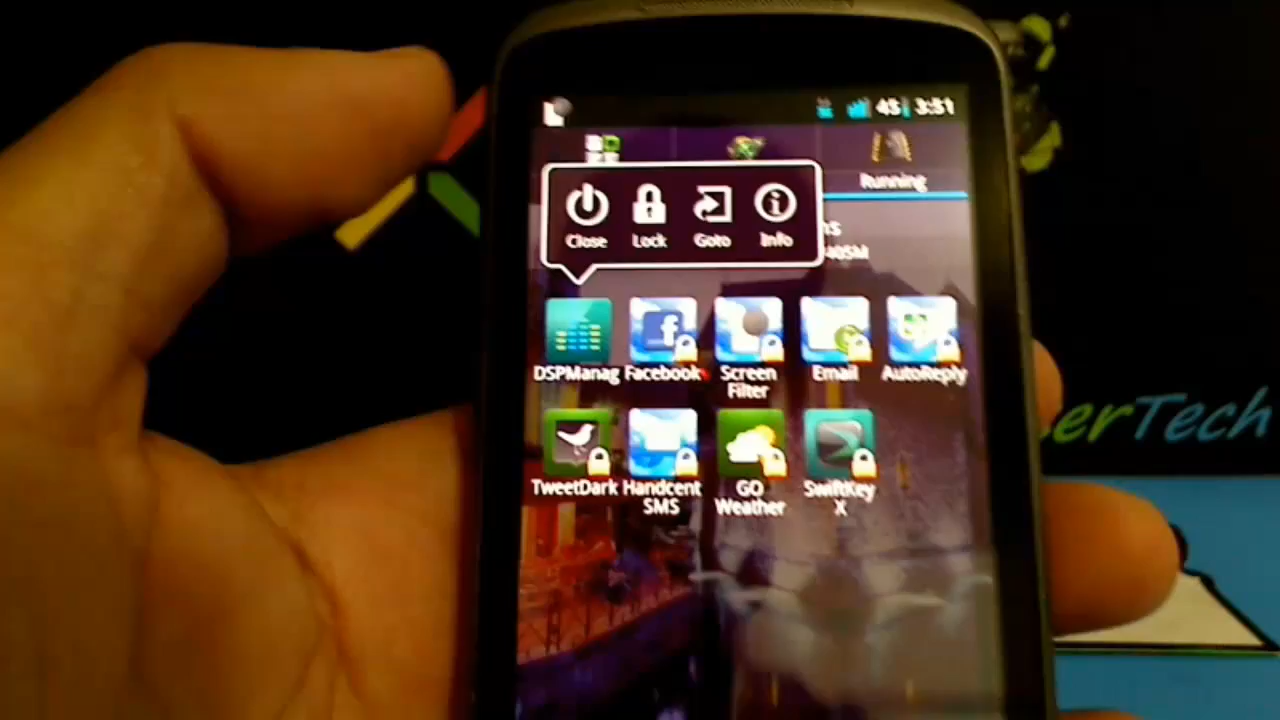 45 3:51
Running
Close Lock Goto Info
DSPManag Facebook Screen Filter Email AutoReply
TweetDark Handcent SMS GO Weather SwiftKey X
erTech